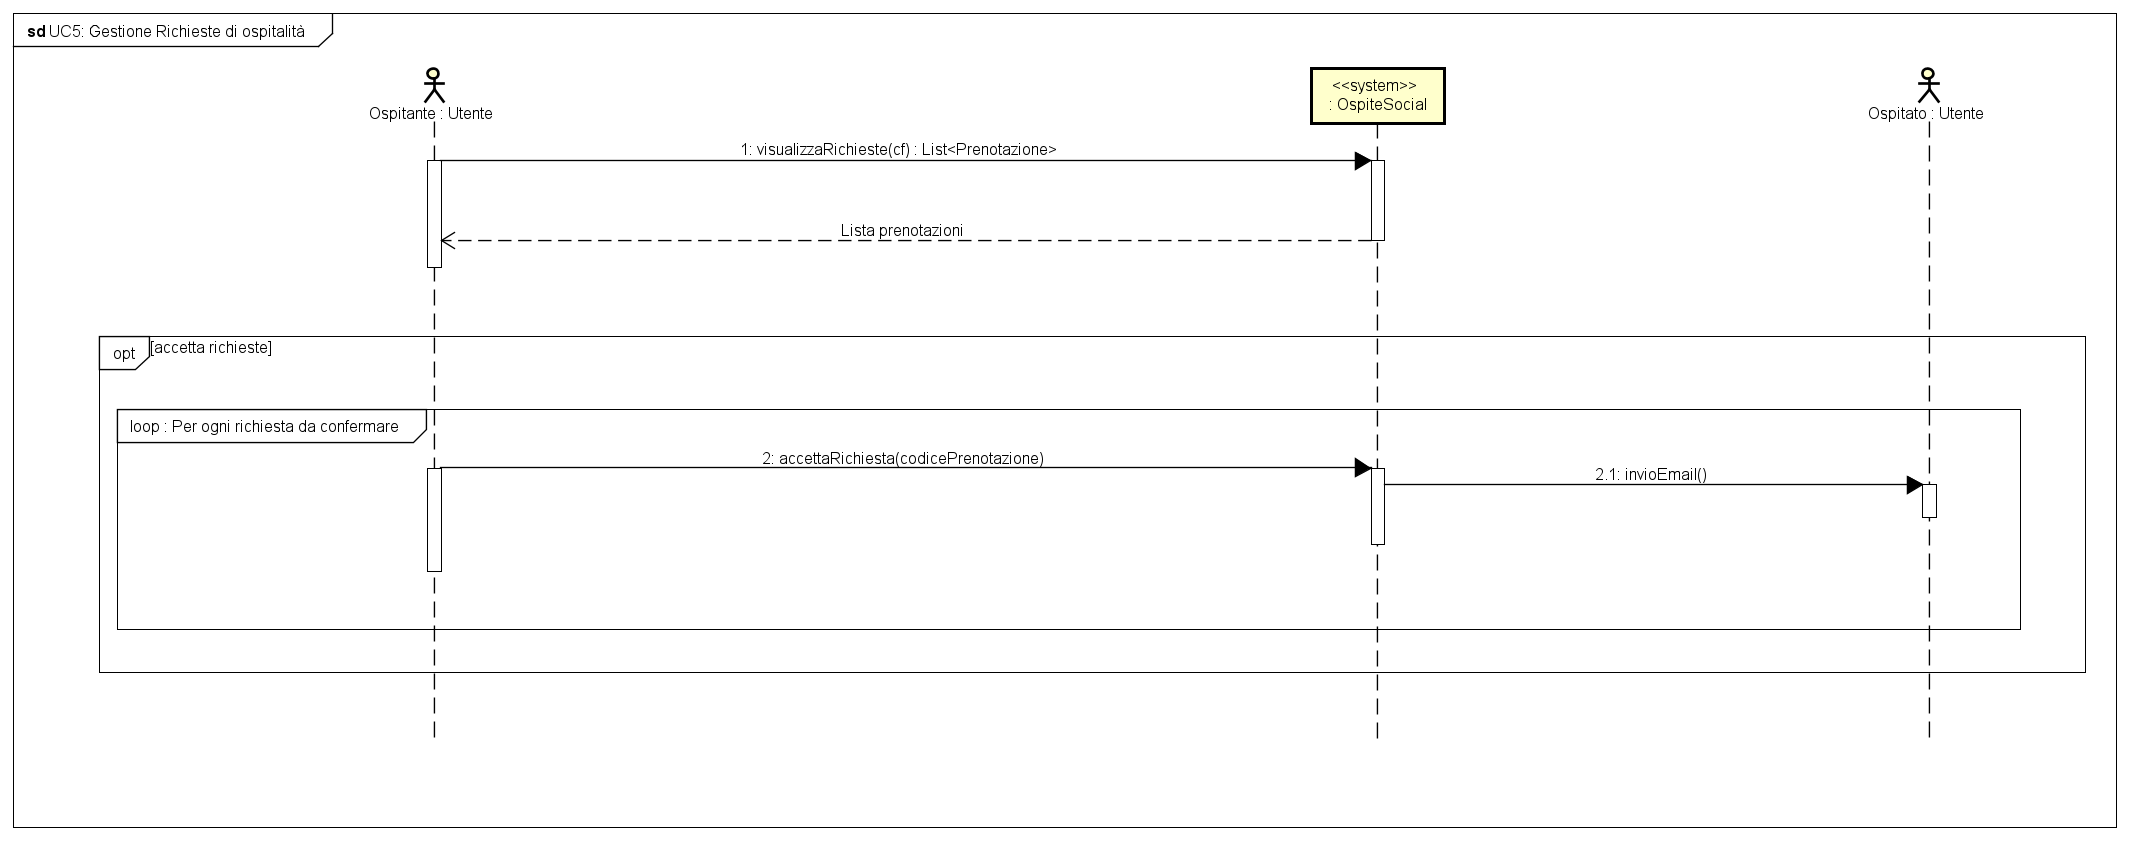 sd UC5: Gestione Richieste di ospitalità
<<system>>
: OspiteSocial
Ospitante : Utente
Ospitato : Utente
1: visualizzaRichieste(cf) : List<Prenotazione>
Lista prenotazioni
opt
[accetta richieste]
loop : Per ogni richiesta da confermare
2: accettaRichiesta(codicePrenotazione)
2.1: invioEmail()